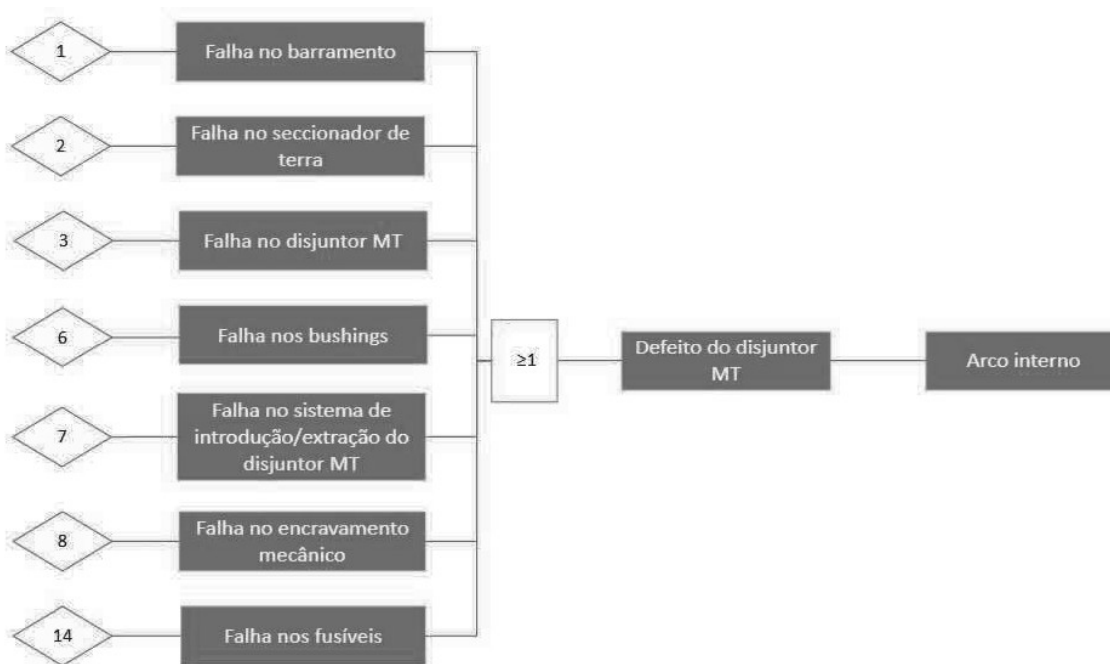 1
Falha no barramento
2
Falha no seccionador de
terra
3
Falha no disjuntor MT
6
Falha nos bushings
≥1
Defeito do disjuntor
MT
Arco interno
7
Falha no sistema de
introdução/extração do
disjuntor MT
8
Falha no encravamento
mecânico
14
Falha nos fusíveis